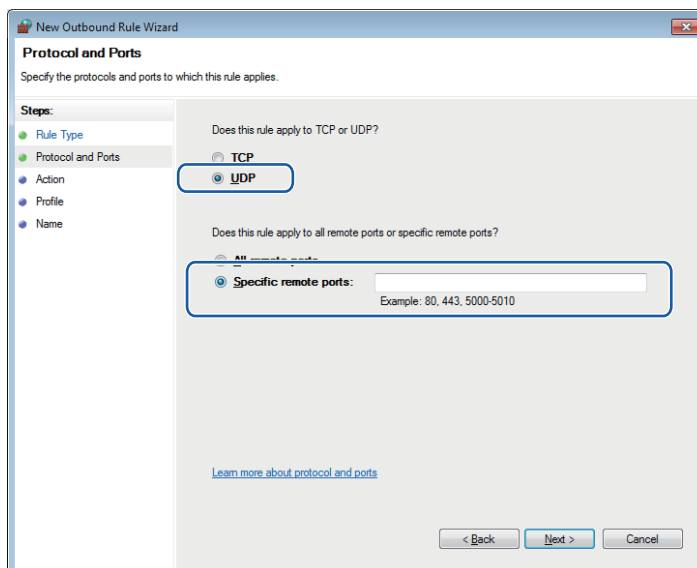 New Outbound Rule Wizard
Protocol and Ports
Specify the protocols and ports to which this rule applies.
Steps:
Rule Type
Protocol and Ports
Action
Profile
Name
Does this rule apply to TCP or UDP?
TCP
UDP
Does this rule apply to all remote ports or specific remote ports?
All remote ports
Specific remote ports:
Example: 80, 443, 5000-5010
Learn more about protocol and ports
< Back
Next >
Cancel